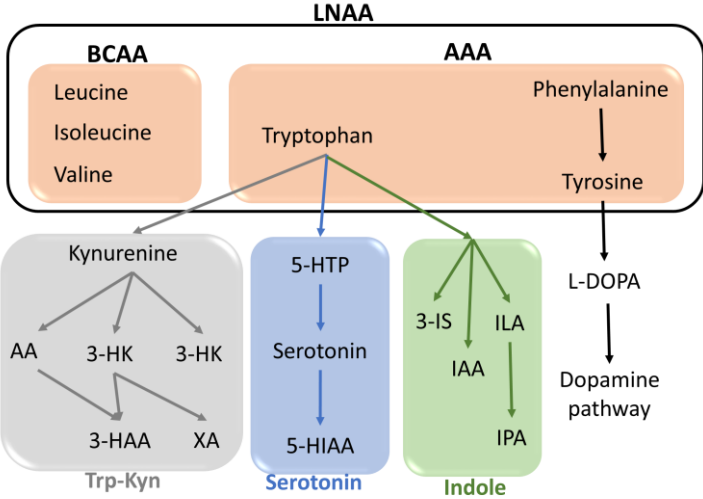 LNAA
BCAA
AAA
Leucine
Isoleucine
Valine
Tryptophan
Phenylalanine
Tyrosine
Kynurenine
AA
3-HK
3-HK
3-HAA
XA
Trp-Kyn
5-HTP
Serotonin
5-HIAA
Serotonin
3-IS
ILA
IAA
IPA
Indole
L-DOPA
Dopamine
pathway